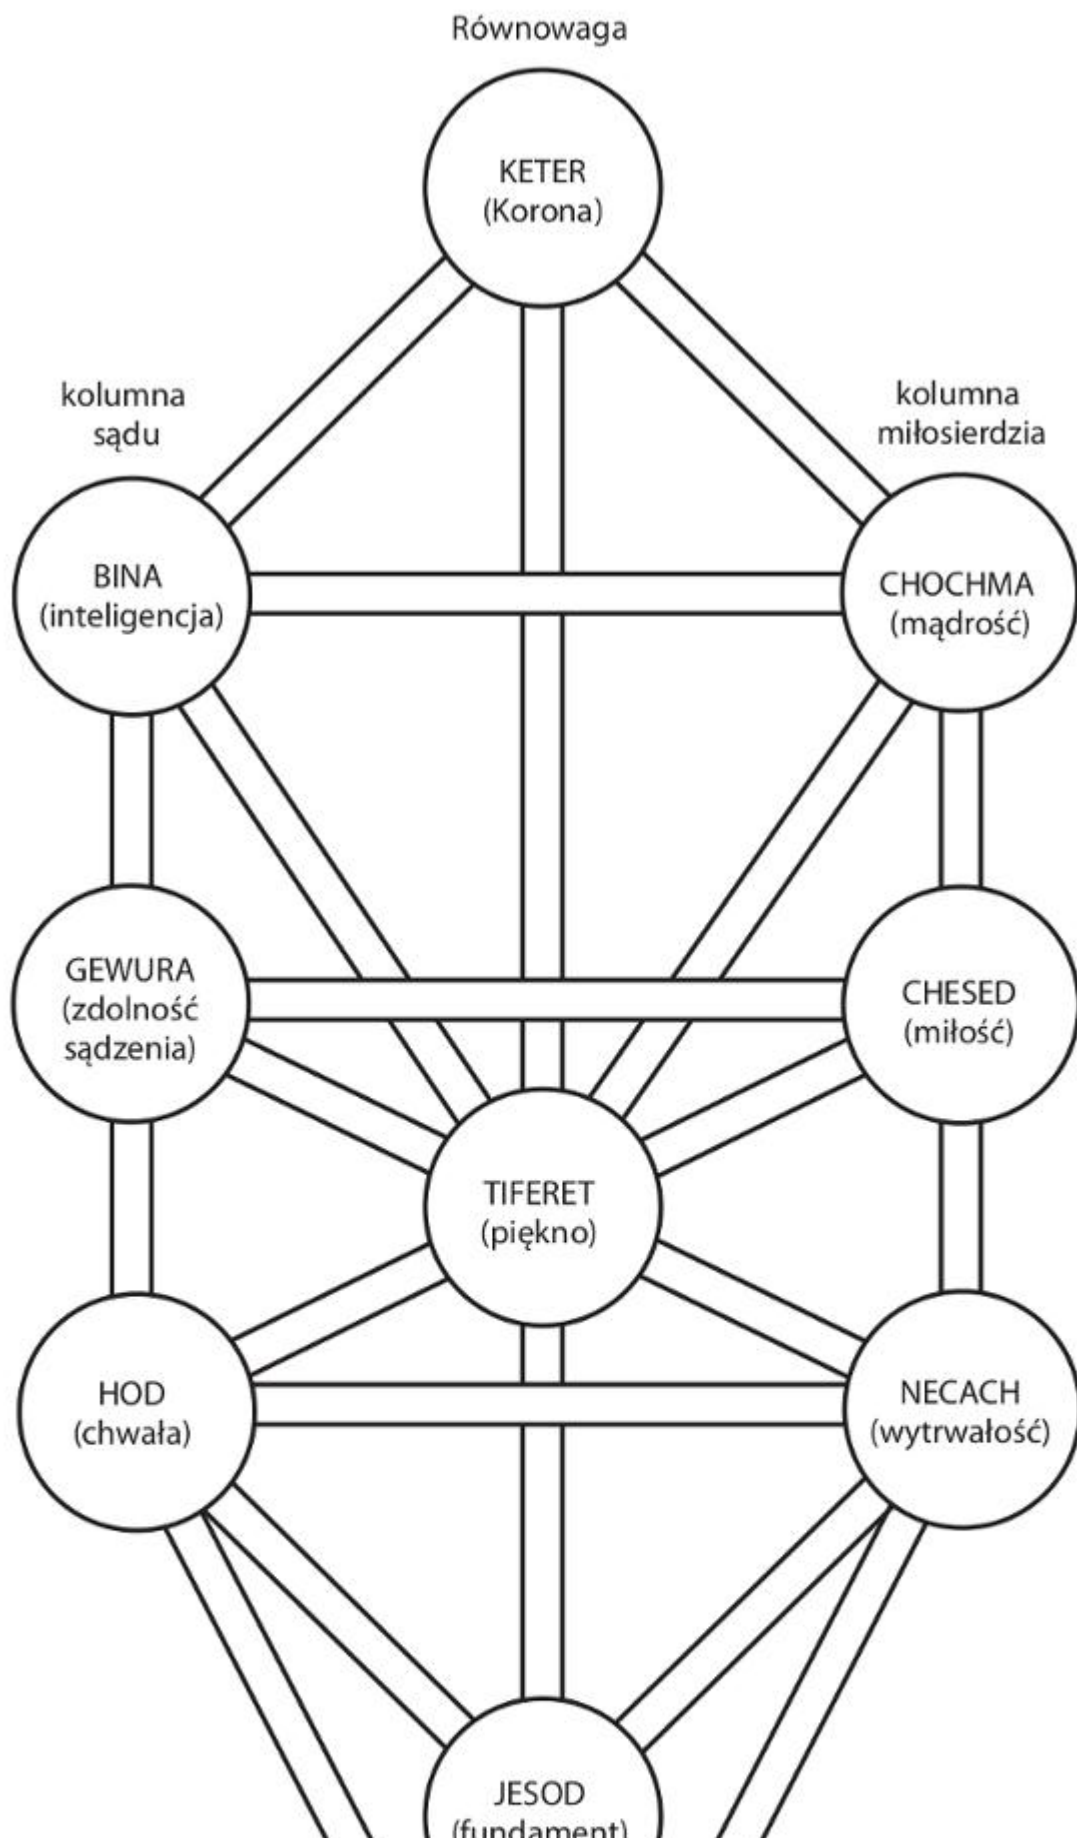 Równowaga
KETER
(Korona)
kolumna
sądu
kolumna
miłosierdzia
BINA
(inteligencja)
CHOCHMA
(mądrość)
GEWURA
(zdolność
sądzenia)
CHESED
(miłość)
TIFERET
(piękno)
HOD
(chwała)
NECACH
(wytrwałość)
JESOD
(fundament)